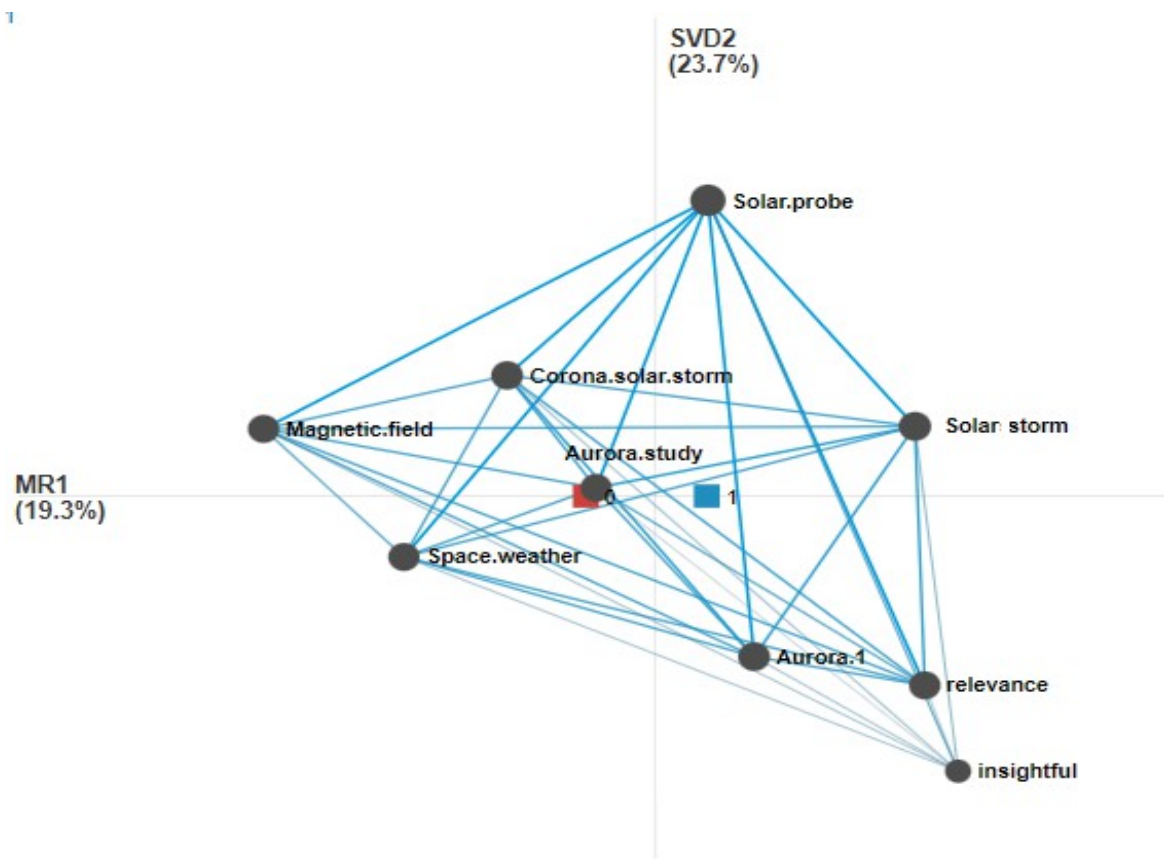 1
SVD2
(23.7%)
Solar.probe
Corona.solar.storm
Magnetic.field
Solar storm
Aurora.study
MR1
(19.3%)
0
1
Space.weather
Aurora.1
relevance
insightful